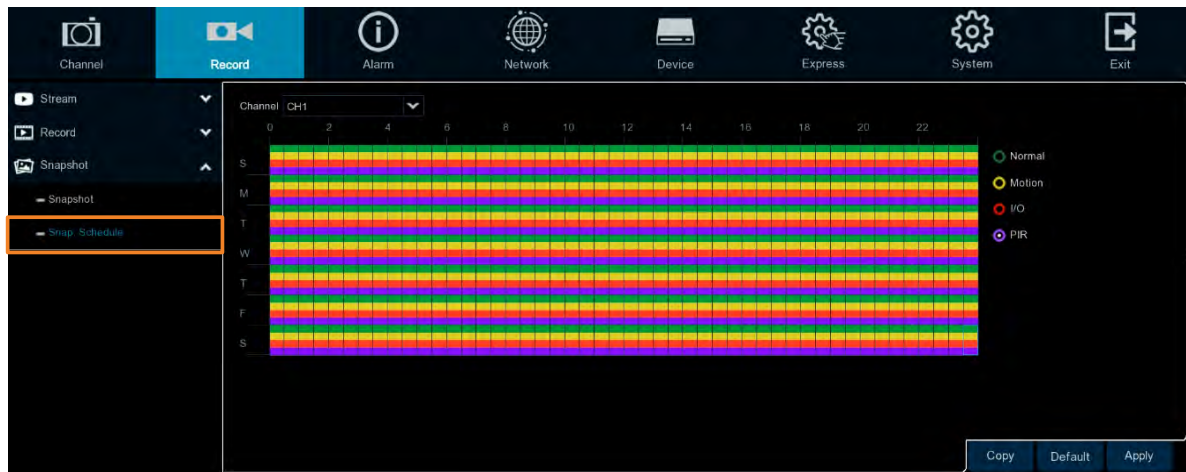 Channel Record Alarm Network Device Express System Exit
Stream
Record
Snapshot
Snapshot
Snap. Schedule
Channel CH1
0 2 4 6 8 10 12 14 16 18 20 22
S
M
T
W
T
F
S
Normal
Motion
I/O
PIR
Copy Default Apply